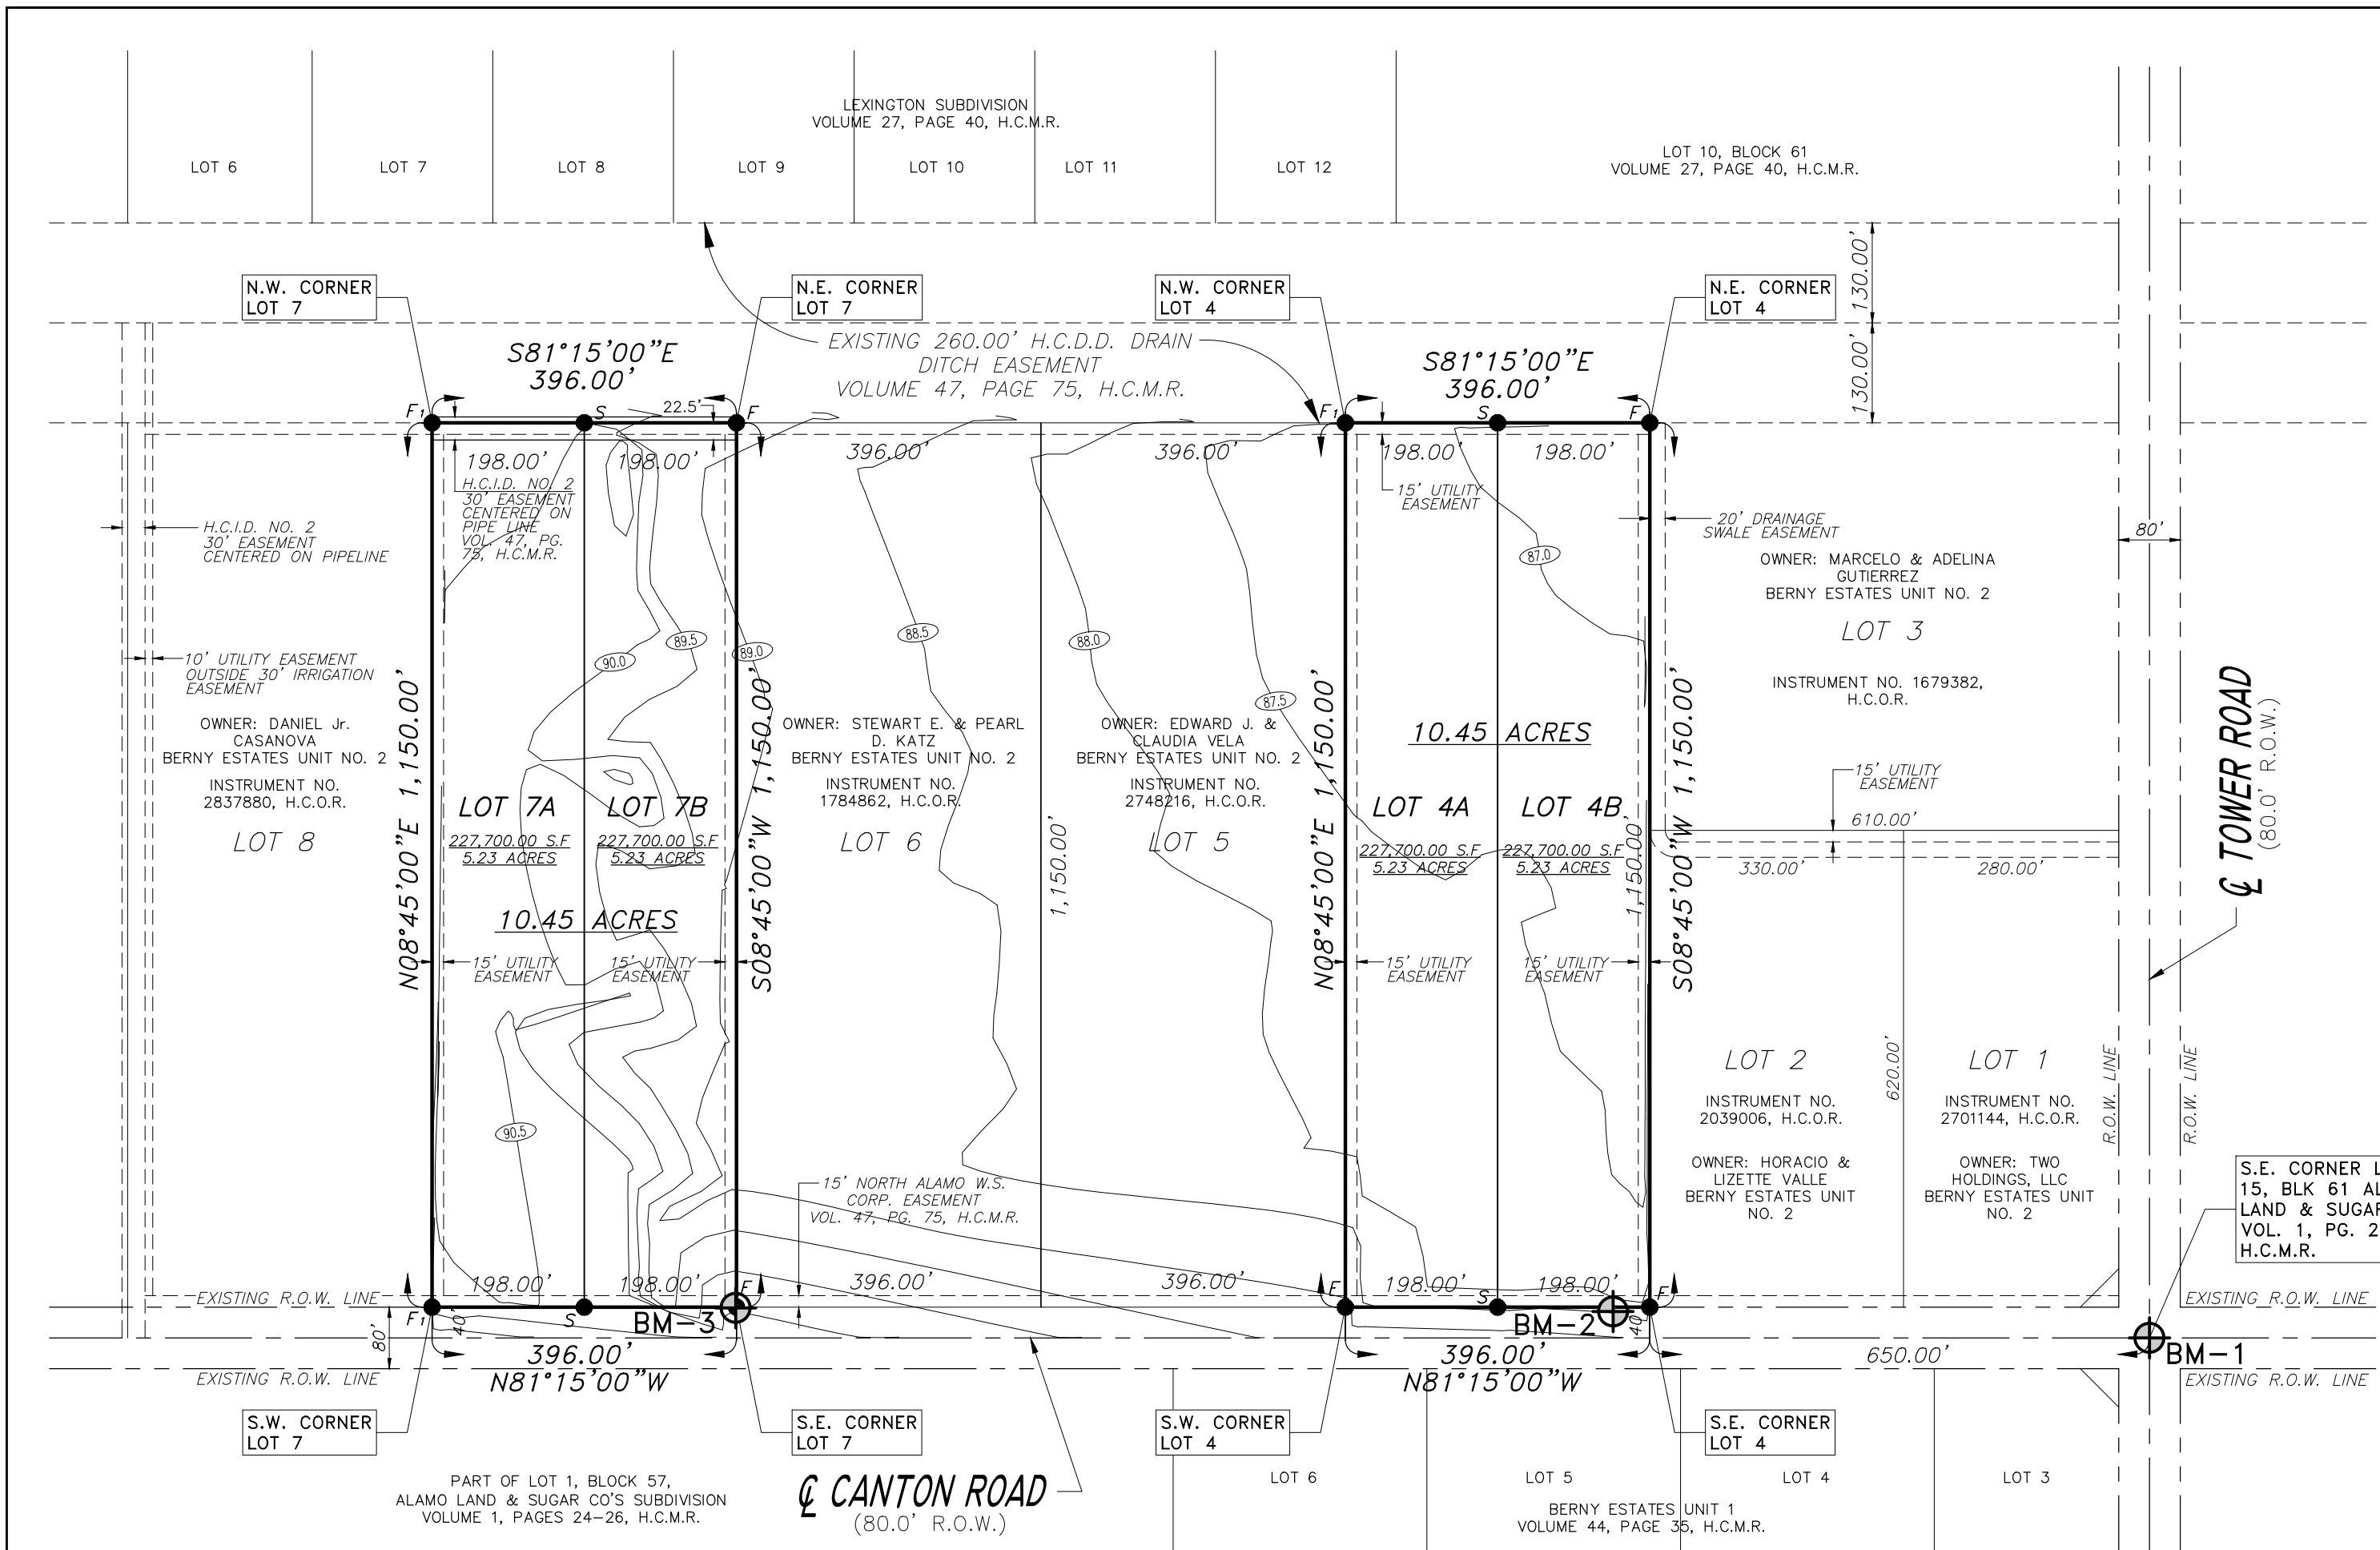 LEXINGTON SUBDIVISION
VOLUME 27, PAGE 40, H.C.M.R.
LOT 6
LOT 7
LOT 8
LOT 9
LOT 10
LOT 11
LOT 12
LOT 10, BLOCK 61
VOLUME 27, PAGE 40, H.C.M.R.
130.00'
130.00'
N.W. CORNER
LOT 7
N.E. CORNER
LOT 7
N.W. CORNER
LOT 4
N.E. CORNER
LOT 4
S81°15'00"E
396.00'
EXISTING 260.00' H.C.D.D. DRAIN
DITCH EASEMENT
VOLUME 47, PAGE 75, H.C.M.R.
S81°15'00"E
396.00'
F1
S
22.5'
F
F1
S
F
198.00'
198.00'
396.00'
396.00'
198.00'
198.00'
H.C.I.D. NO. 2
30' EASEMENT
CENTERED ON
PIPE LINE
VOL. 47, PG.
75, H.C.M.R.
15' UTILITY
EASEMENT
H.C.I.D. NO. 2
30' EASEMENT
CENTERED ON PIPELINE
20' DRAINAGE
SWALE EASEMENT
80'
87.0
OWNER: MARCELO & ADELINA
GUTIERREZ
BERNY ESTATES UNIT NO. 2
LOT 3
INSTRUMENT NO. 1679382,
H.C.O.R.
89.5
90.0
89.0
88.5
88.0
87.5
10' UTILITY EASEMENT
OUTSIDE 30' IRRIGATION
EASEMENT
OWNER: DANIEL Jr.
CASANOVA
BERNY ESTATES UNIT NO. 2
INSTRUMENT NO.
2837880, H.C.O.R.
LOT 8
N08°45'00"E 1,150.00'
LOT 7A
227,700.00 S.F
5.23 ACRES
LOT 7B
227,700.00 S.F
5.23 ACRES
10.45 ACRES
S08°45'00"W 1,150.00'
OWNER: STEWART E. & PEARL
D. KATZ
BERNY ESTATES UNIT NO. 2
INSTRUMENT NO.
1784862, H.C.O.R.
LOT 6
1,150.00'
OWNER: EDWARD J. &
CLAUDIA VELA
BERNY ESTATES UNIT NO. 2
INSTRUMENT NO.
2748216, H.C.O.R.
LOT 5
N08°45'00"E 1,150.00'
10.45 ACRES
LOT 4A
227,700.00 S.F
5.23 ACRES
LOT 4B
227,700.00 S.F
5.23 ACRES
1,150.00'
S08°45'00"W 1,150.00'
15' UTILITY
EASEMENT
610.00'
330.00'
280.00'
℄ TOWER ROAD
(80.0' R.O.W.)
15' UTILITY
EASEMENT
15' UTILITY
EASEMENT
15' UTILITY
EASEMENT
15' UTILITY
EASEMENT
LOT 2
INSTRUMENT NO.
2039006, H.C.O.R.
OWNER: HORACIO &
LIZETTE VALLE
BERNY ESTATES UNIT
NO. 2
620.00'
LOT 1
INSTRUMENT NO.
2701144, H.C.O.R.
OWNER: TWO
HOLDINGS, LLC
BERNY ESTATES UNIT
NO. 2
R.O.W. LINE
R.O.W. LINE
90.5
15' NORTH ALAMO W.S.
CORP. EASEMENT
VOL. 47, PG. 75, H.C.M.R.
S.E. CORNER L
15, BLK 61 AL
LAND & SUGAR
VOL. 1, PG. 2
H.C.M.R.
EXISTING R.O.W. LINE
198.00'
198.00'
F
396.00'
396.00'
F
198.00'
198.00'
F
EXISTING R.O.W. LINE
F1
40'
S
BM-3
S
BM-2
40'
80'
396.00'
N81°15'00"W
396.00'
N81°15'00"W
650.00'
BM-1
EXISTING R.O.W. LINE
EXISTING R.O.W. LINE
S.W. CORNER
LOT 7
S.E. CORNER
LOT 7
S.W. CORNER
LOT 4
S.E. CORNER
LOT 4
PART OF LOT 1, BLOCK 57,
ALAMO LAND & SUGAR CO'S SUBDIVISION
VOLUME 1, PAGES 24-26, H.C.M.R.
℄ CANTON ROAD
(80.0' R.O.W.)
LOT 6
LOT 5
LOT 4
LOT 3
BERNY ESTATES UNIT 1
VOLUME 44, PAGE 35, H.C.M.R.